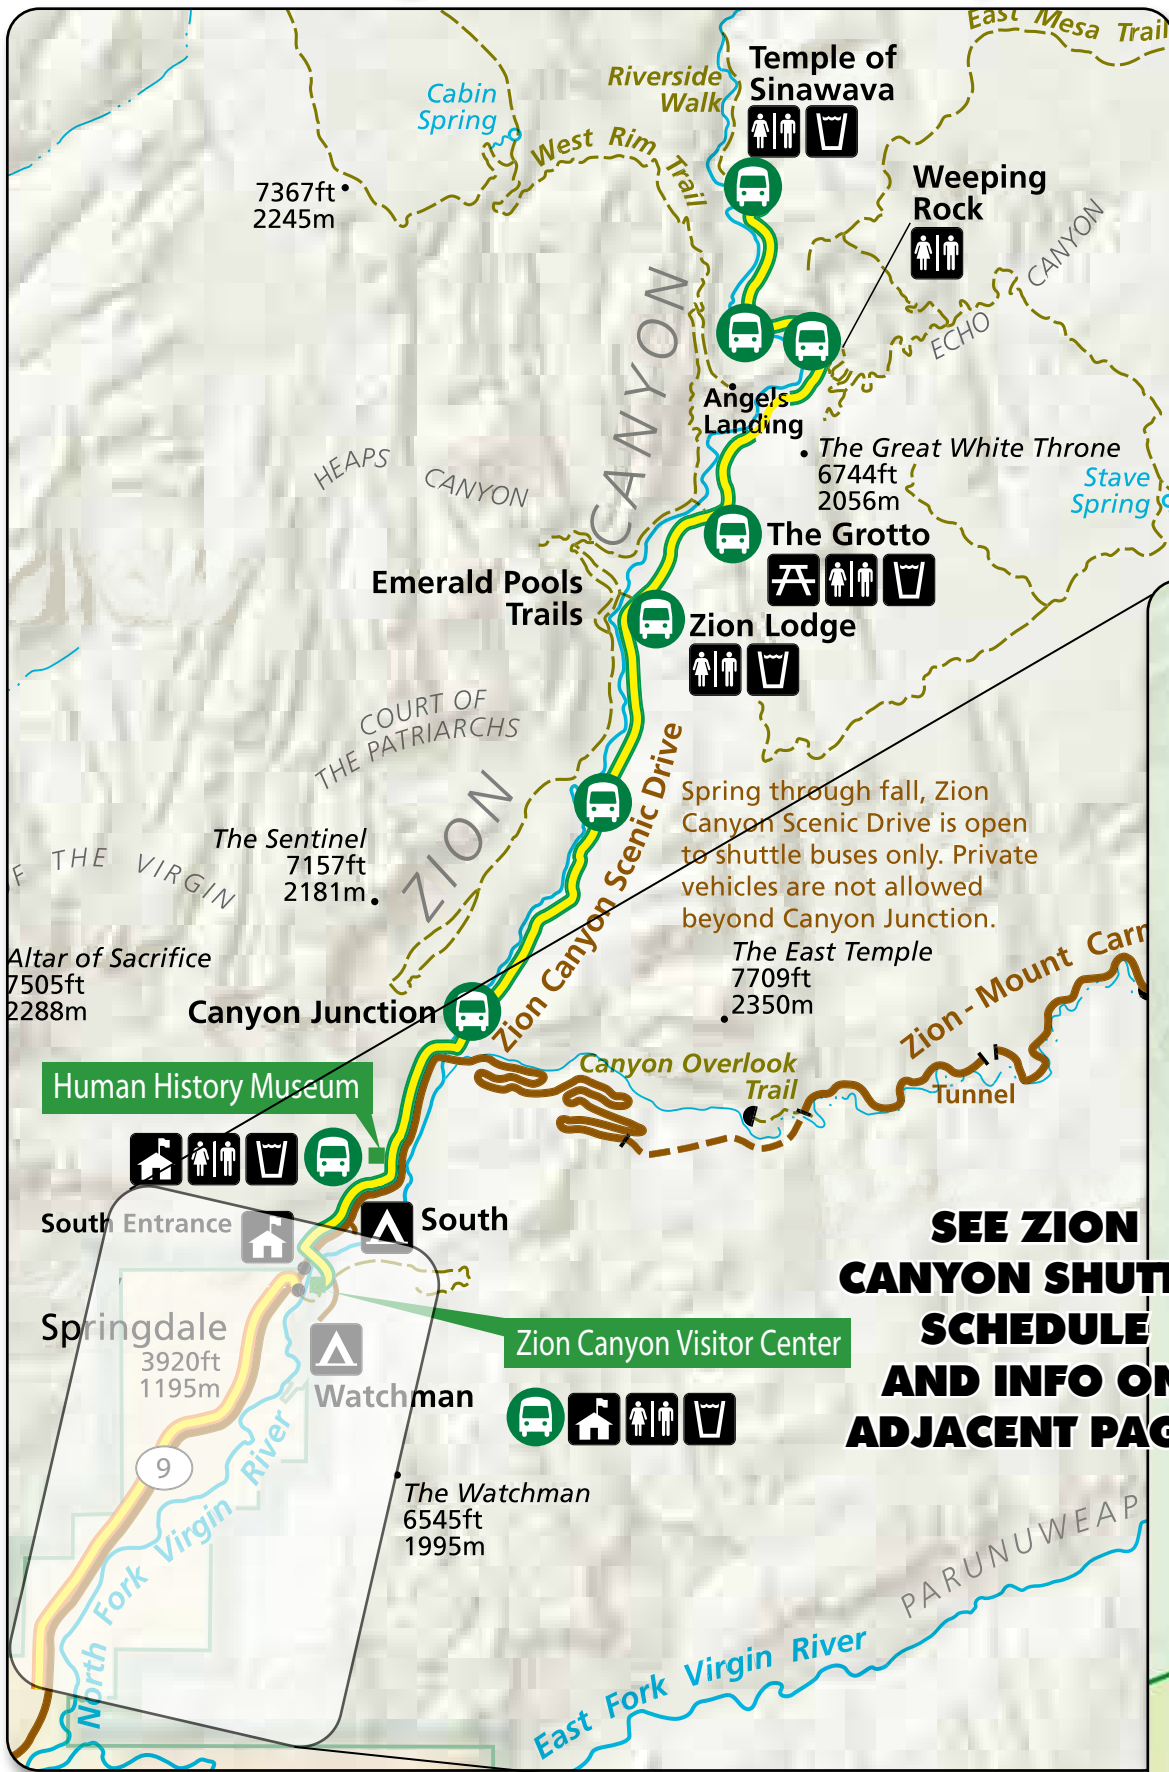 East Mesa Trail
Temple of
Sinawava
Riverside
Walk
Cabin
Spring
West Rim Trail
7367ft
2245m
Weeping
Rock
ECHO CANYON
Angels
Landing
The Great White Throne
6744ft
2056m
Stave
Spring
HEAPS CANYON
The Grotto
Emerald Pools
Trails
Zion Lodge
COURT OF
THE PATRIARCHS
ZION CANYON
Zion Canyon Scenic Drive
Spring through fall, Zion
Canyon Scenic Drive is open
to shuttle buses only. Private
vehicles are not allowed
beyond Canyon Junction.
The Sentinel
7157ft
2181m
F THE VIRGIN
Altar of Sacrifice
7505ft
2288m
The East Temple
7709ft
2350m
Canyon Junction
Zion-Mount Carm
Canyon Overlook
Trail
Tunnel
Human History Museum
South Entrance
South
Springdale
3920ft
1195m
Zion Canyon Visitor Center
Watchman
SEE ZION
CANYON SHUTT
SCHEDULE
AND INFO ON
ADJACENT PAG
9
The Watchman
6545ft
1995m
North Fork Virgin River
PARUNUWEAP
East Fork Virgin River